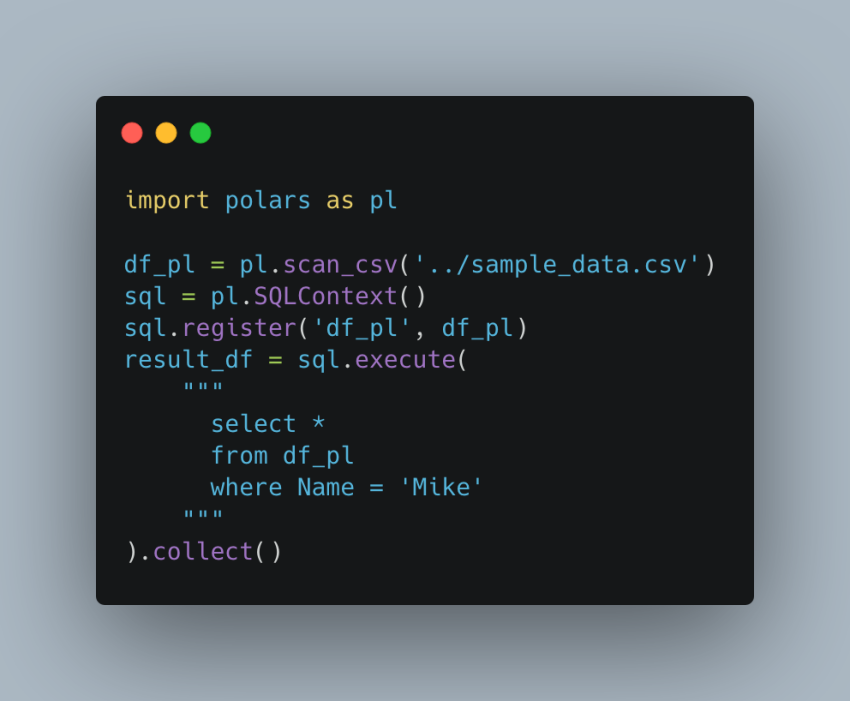 import polars as pl

df_pl = pl.scan_csv('../sample_data.csv')
sql = pl.SQLContext()
sql.register('df_pl', df_pl)
result_df = sql.execute(
    """
      select *
      from df_pl
      where Name = 'Mike'
    """
).collect()